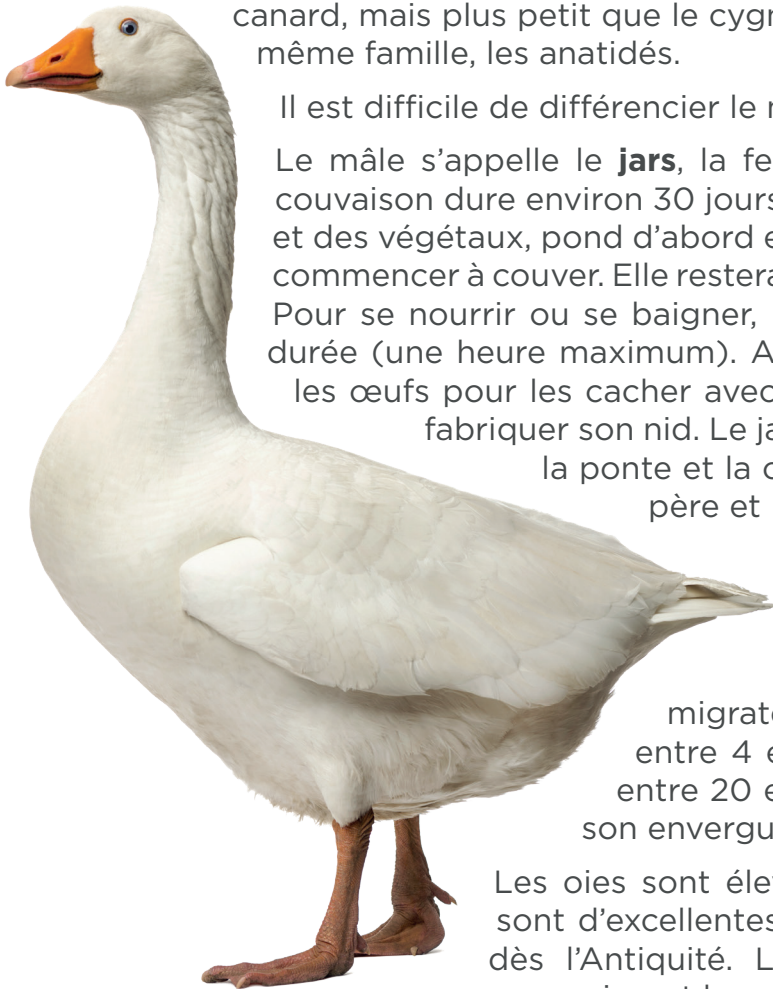 canard, mais plus petit que le cygn
même famille, les anatidés.
Il est difficile de différencier le
Le mâle s'appelle le jars, la fe
couvaison dure environ 30 jours
et des végétaux, pond d'abord e
commencer à couver. Elle restera
Pour se nourrir ou se baigner,
durée (une heure maximum). A
les œufs pour les cacher avec
fabriquer son nid. Le ja
la ponte et la c
père et
migrate
entre 4 e
entre 20 e
son envergu
Les oies sont éle
sont d'excellentes
dès l'Antiquité. L